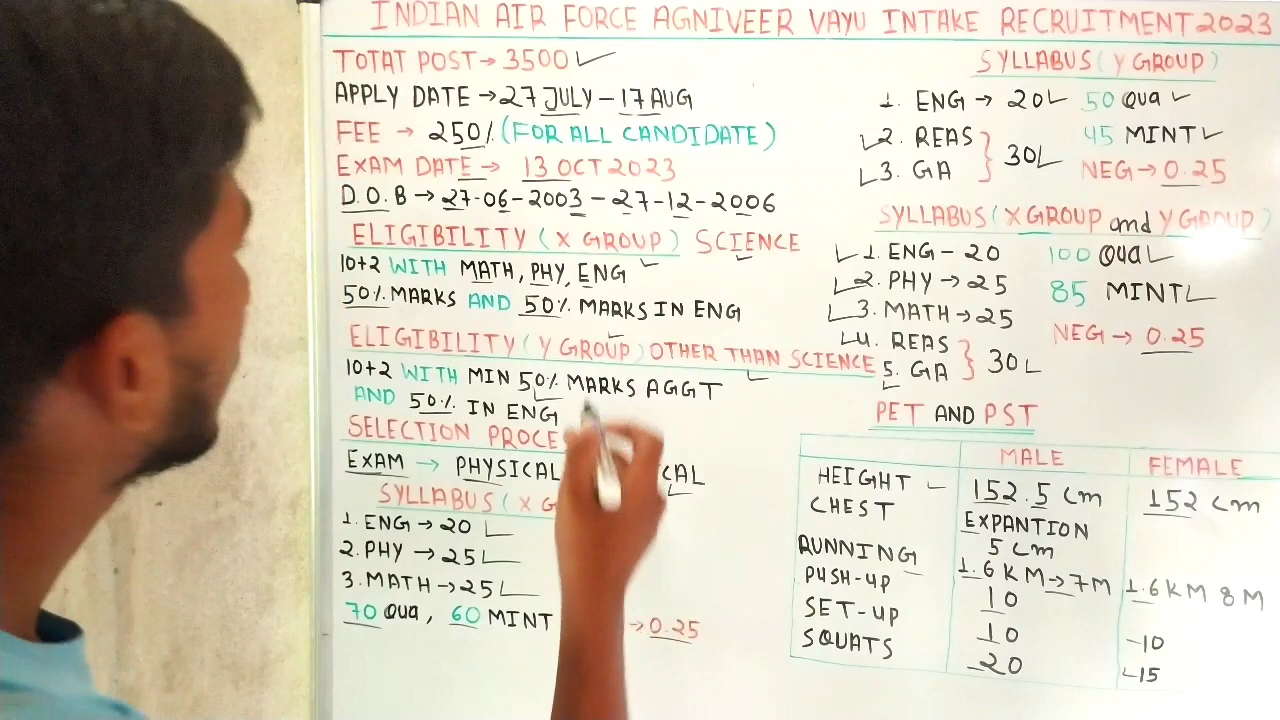 INDIAN AIR FORCE AGNIVEER VAYU INTAKE RECRUITMENT 2023
TOTAT POST → 3500
APPLY DATE → 27 JULY – 17 AUG
FEE → 250/. (FOR ALL CANDIDATE)
EXAM DATE → 13 OCT 2023
D.O.B → 27-06-2003 – 27-12-2006
ELIGIBILITY (X GROUP) SCIENCE
10+2 WITH MATH, PHY, ENG
50% MARKS AND 50% MARKS IN ENG
ELIGIBILITY (Y GROUP) OTHER THAN SCIENCE
10+2 WITH MIN 50% MARKS AGGT
AND 50% IN ENG
SELECTION PROCE
EXAM → PHYSICAL CAL
SYLLABUS (X G
1. ENG → 20
2. PHY → 25
3. MATH → 25
70 QUA, 60 MINT → 0.25
SYLLABUS (Y GROUP)
1. ENG → 20 50 QUA
2. REAS } 30 45 MINT
3. GA NEG → 0.25
SYLLABUS (X GROUP and Y GROUP)
1. ENG – 20 100 QUA
2. PHY → 25 85 MINT
3. MATH → 25 NEG → 0.25
4. REAS } 30
5. GA
PET AND PST
MALE FEMALE
HEIGHT 152.5 Cm 152 Cm
CHEST EXPANTION
5 Cm
RUNNING 1.6 KM → 7 M 1.6 KM 8 M
PUSH-UP 10
SET-UP 10 10
SQUATS 20 15